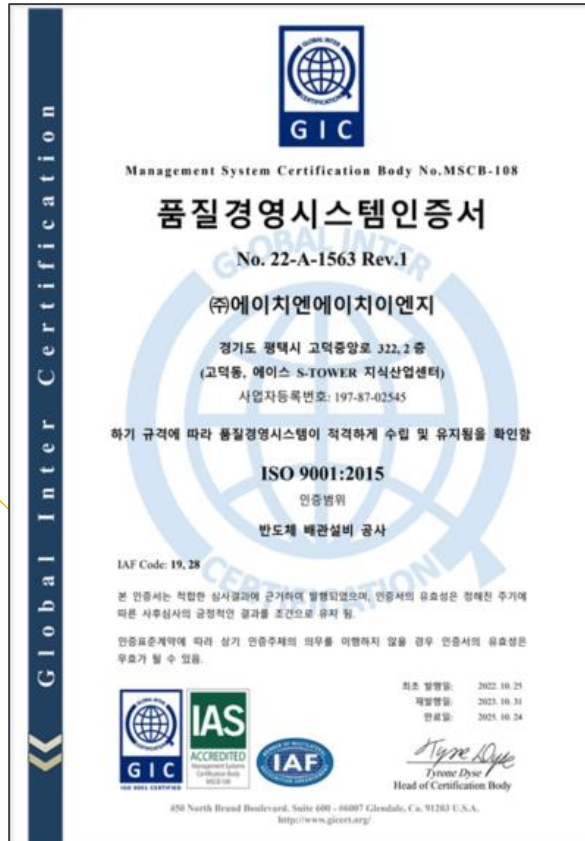 Global Inter Certification
GLOBAL INTER
CERTIFICATION
GIC
Management System Certification Body No.MSCB-108
품질경영시스템인증서
No. 22-A-1563 Rev.1
㈜에이치엔에이치이엔지
경기도 평택시 고덕중앙로 322, 2 층
(고덕동, 에이스 S-TOWER 지식산업센터)
사업자등록번호: 197-87-02545
하기 규격에 따라 품질경영시스템이 적격하게 수립 및 유지됨을 확인함
ISO 9001:2015
인증범위
반도체 배관설비 공사
GLOBAL INTER
CERTIFICATION
IAF Code: 19, 28
본 인증서는 적합한 심사결과에 근거하여 발행되었으며, 인증서의 유효성은 정해진 주기에
따른 사후심사의 긍정적인 결과를 조건으로 유지 됨.
인증표준계약에 따라 상기 인증주체의 의무를 이행하지 않을 경우 인증서의 유효성은
무효가 될 수 있음.
최초 발행일: 2022. 10. 25
재발행일: 2023. 10. 31
만료일: 2025. 10. 24
GIC
ISO 9001 CERTIFIED
IAS
ACCREDITED
Management Systems
Certification Body
MSCB-108
IAF
Tyrone Dyse
Head of Certification Body
450 North Brand Boulevard. Suite 600 - #6007 Glendale, Ca. 91203 U.S.A.
http://www.gicert.org/